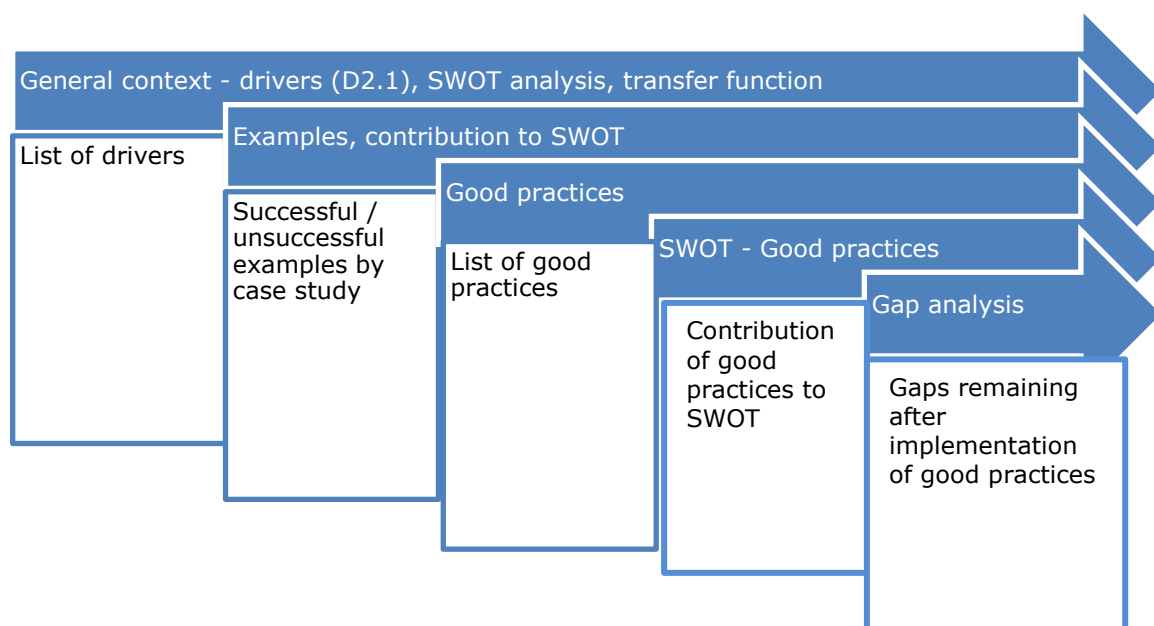 General context - drivers (D2.1), SWOT analysis, transfer function
List of drivers
Examples, contribution to SWOT
Successful /
unsuccessful
examples by
case study
Good practices
List of good
practices
SWOT - Good practices
Contribution
of good
practices to
SWOT
Gap analysis
Gaps remaining
after
implementation
of good practices